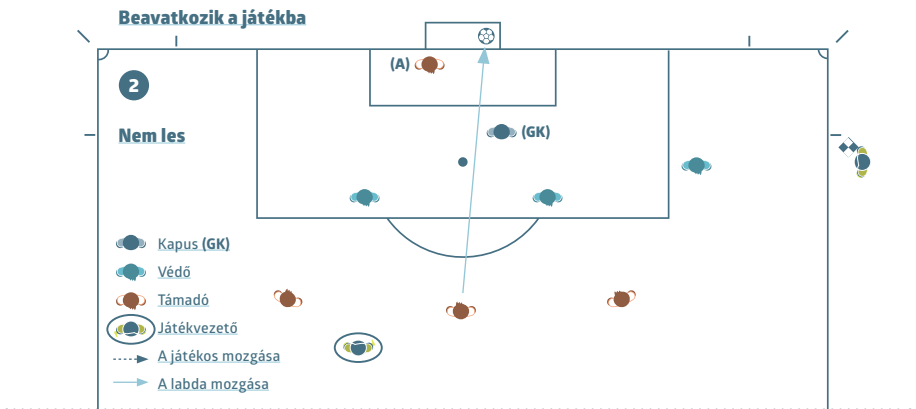 Beavatkozik a játékba
(A)
2
(GK)
Nem les
Kapus (GK)
Védő
Támadó
Játékvezető
A játékos mozgása
A labda mozgása